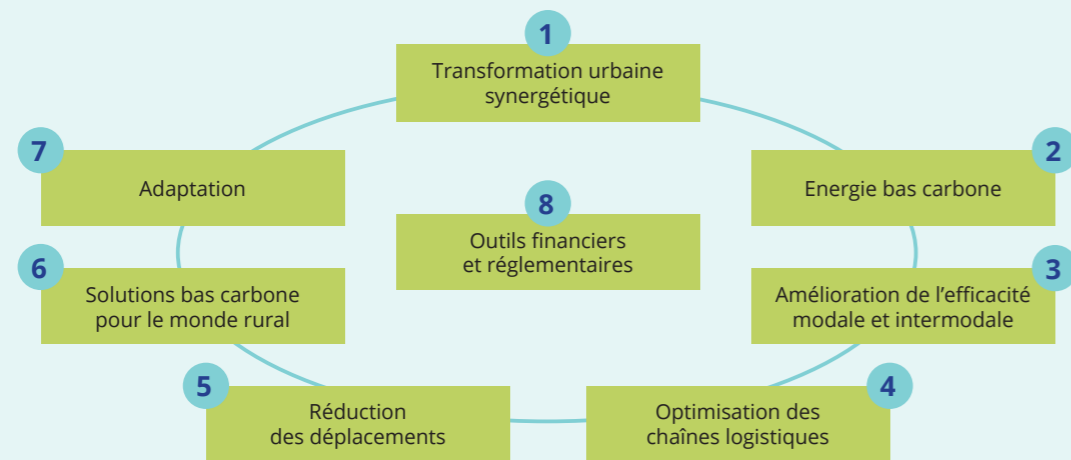 1
Transformation urbaine
synergétique
2
Energie bas carbone
3
Amélioration de l’efficacité
modale et intermodale
4
Optimisation des
chaînes logistiques
5
Réduction
des déplacements
6
Solutions bas carbone
pour le monde rural
7
Adaptation
8
Outils financiers
et réglementaires